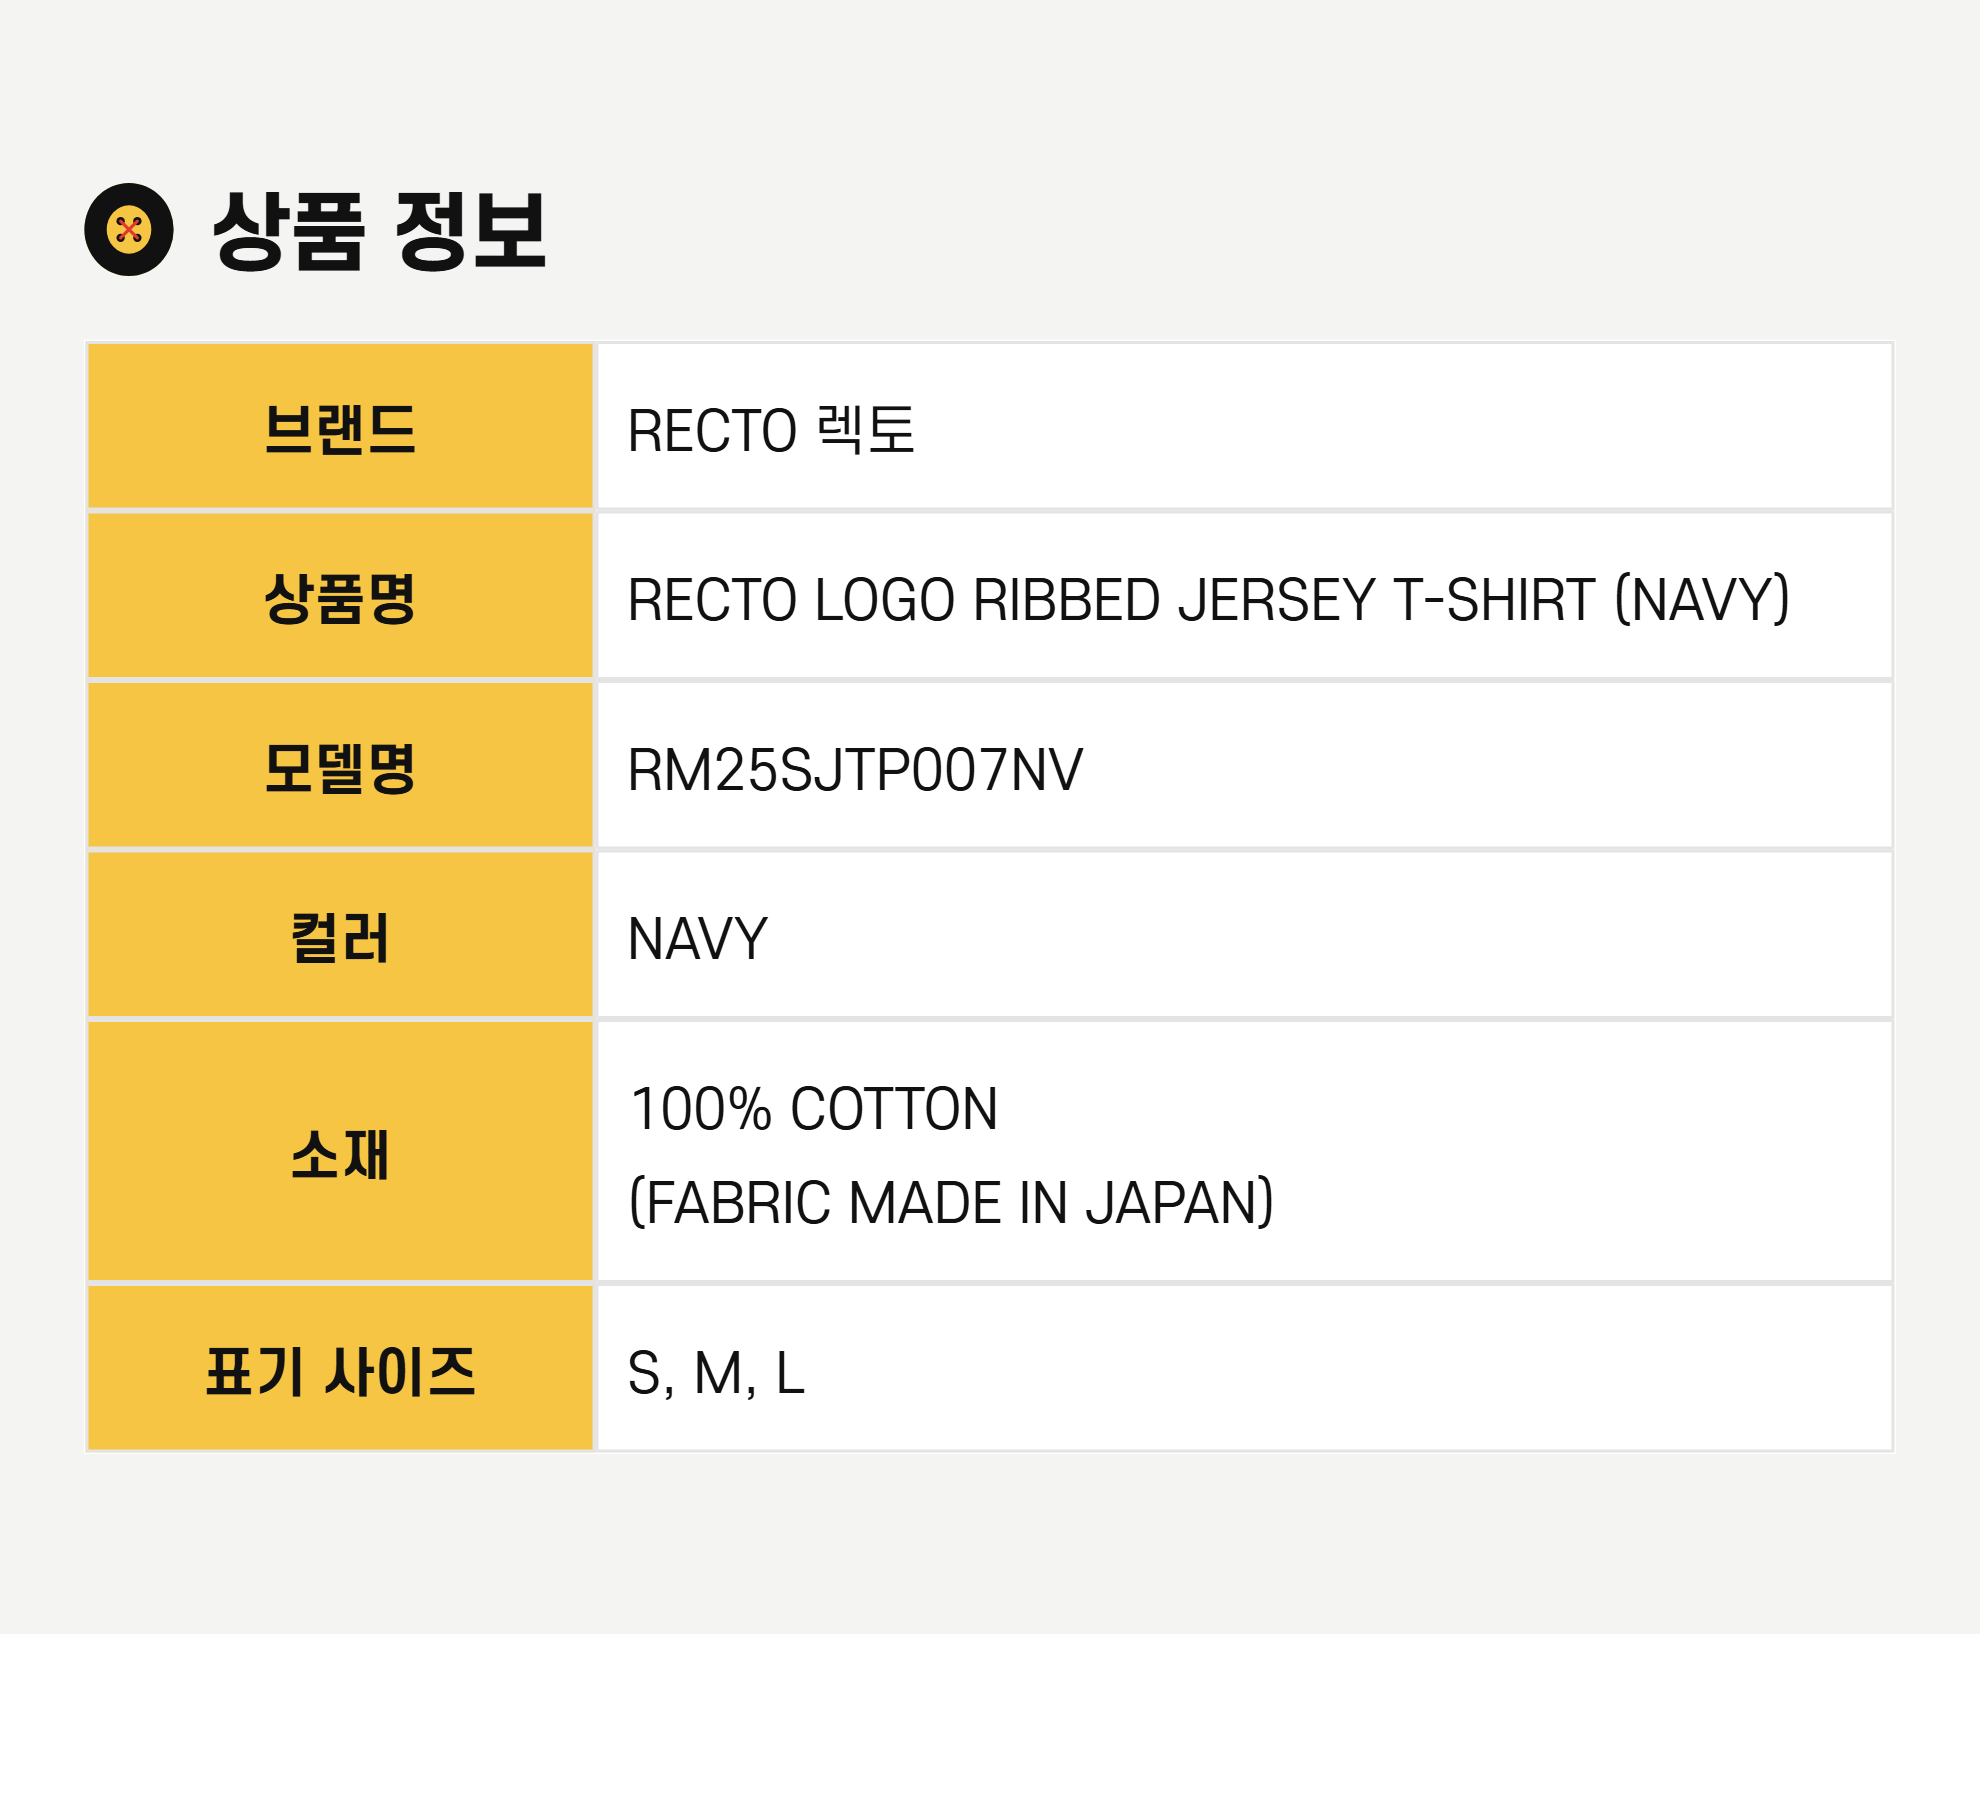 상품 정보
브랜드 RECTO 렉토
상품명 RECTO LOGO RIBBED JERSEY T-SHIRT (NAVY)
모델명 RM25SJTP007NV
컬러 NAVY
소재 100% COTTON
(FABRIC MADE IN JAPAN)
표기 사이즈 S, M, L